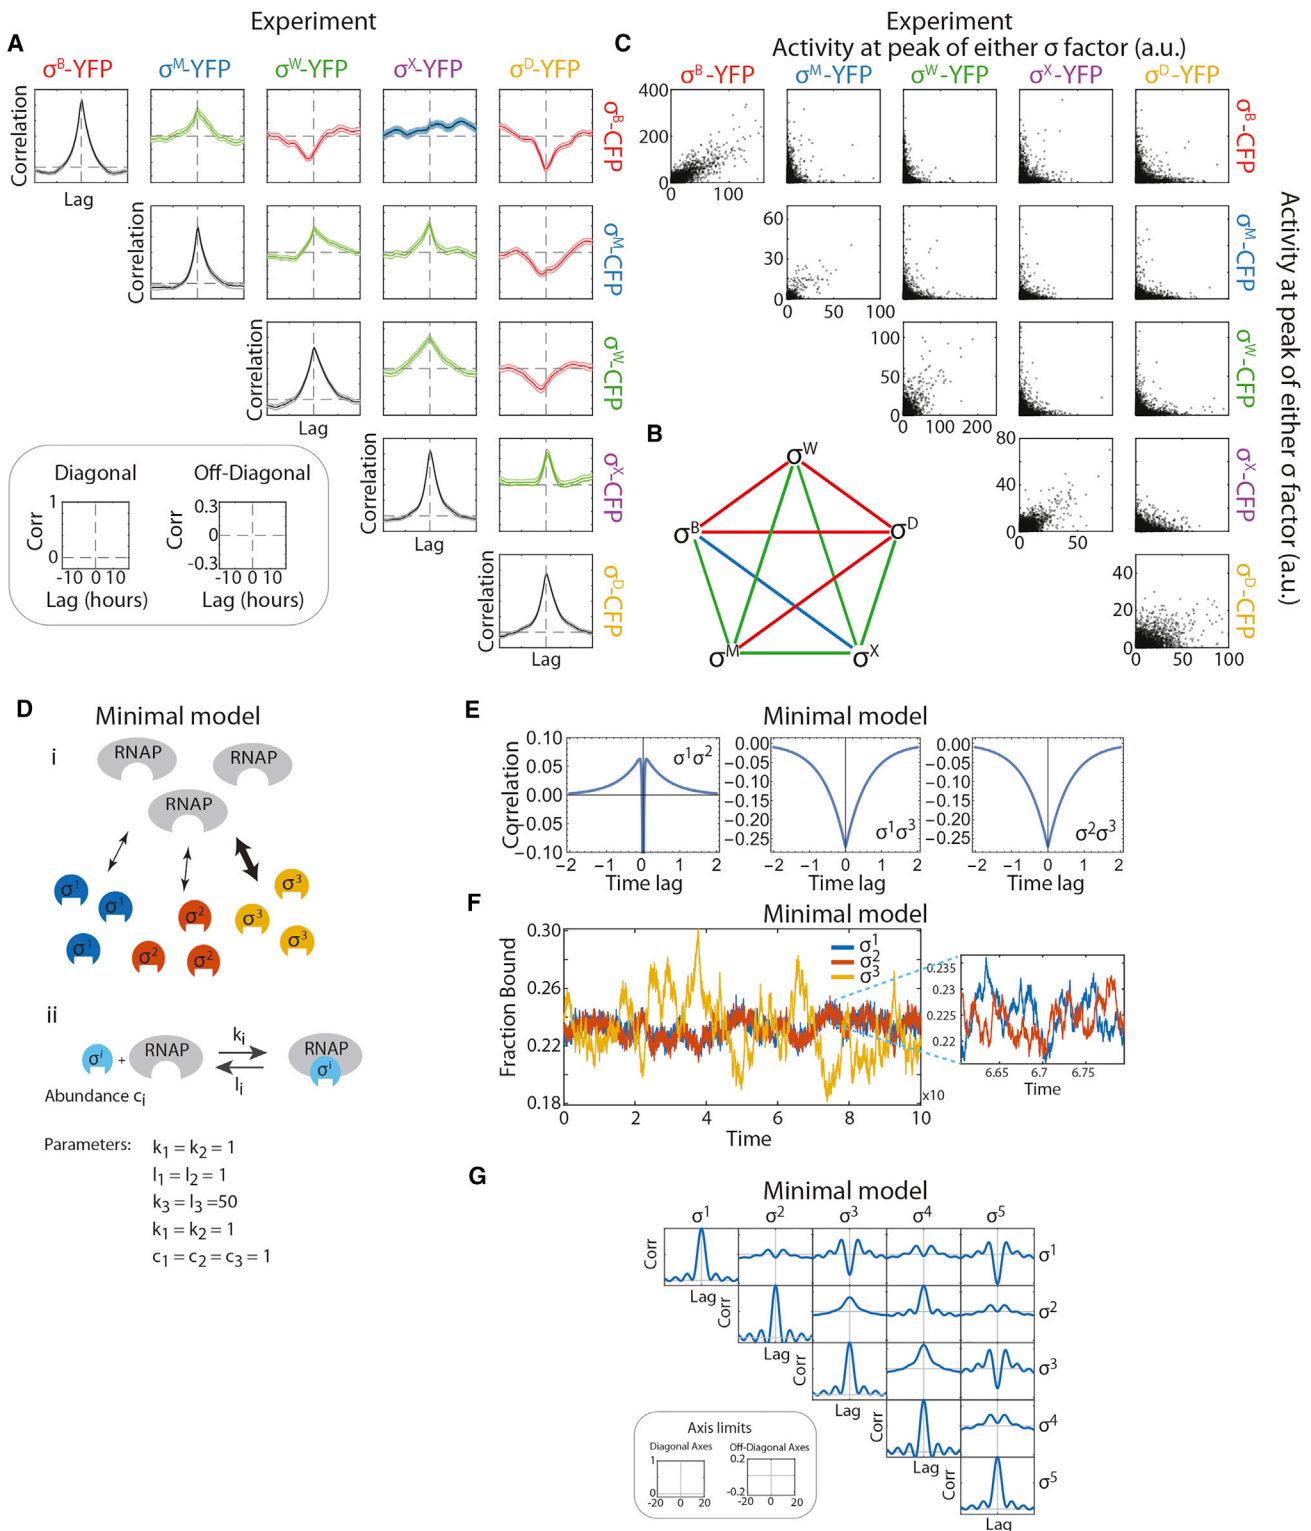 Experiment
A
σB-YFP σM-YFP σW-YFP σX-YFP σD-YFP
Correlation
Lag
σB-CFP
Correlation
σM-CFP
Correlation
Lag
σW-CFP
Correlation
Lag
σX-CFP
Correlation
Lag
σD-CFP
Diagonal
Corr
1
0
-10 0 10
Lag (hours)
Off-Diagonal
Corr
0.3
0
-0.3
-10 0 10
Lag (hours)
B
σW
σB
σD
σM
σX
Experiment
C
Activity at peak of either σ factor (a.u.)
σB-YFP σM-YFP σW-YFP σX-YFP σD-YFP
400
200
0
0 100
σB-CFP
60
30
0
0 50 100
σM-CFP
100
50
0
0 100 200
σW-CFP
80
40
0
0 50
σX-CFP
40
20
0
0 50 100
σD-CFP
Activity at peak of either σ factor (a.u.)
D
Minimal model
i
RNAP
RNAP
RNAP
σ1
σ1
σ1
σ2
σ2
σ2
σ3
σ3
σ3
ii
σi + RNAP
ki
li
RNAP
σi
Abundance ci
Parameters:
k1 = k2 = 1
l1 = l2 = 1
k3 = l3 =50
k1 = k2 = 1
c1 = c2 = c3 = 1
E
Minimal model
Correlation
0.10
0.05
0.00
−0.05
−0.10
−2 −1 0 1 2
Time lag
σ1σ2
0.00
−0.05
−0.10
−0.15
−0.20
−0.25
−2 −1 0 1 2
Time lag
σ1σ3
0.00
−0.05
−0.10
−0.15
−0.20
−0.25
−2 −1 0 1 2
Time lag
σ2σ3
F
Minimal model
Fraction Bound
0.30
0.26
0.22
0.18
0 2 4 6 8 10
x10
Time
σ1
σ2
σ3
0.235
0.23
0.225
0.22
6.65 6.7 6.75
Time
G
Minimal model
σ1 σ2 σ3 σ4 σ5
Corr
Lag
σ1
Corr
Lag
σ2
Corr
Lag
σ3
Corr
Lag
σ4
Corr
Lag
σ5
Axis limits
Diagonal Axes
1
0
-20 0 20
Off-Diagonal Axes
0.2
-0.2
-20 0 20